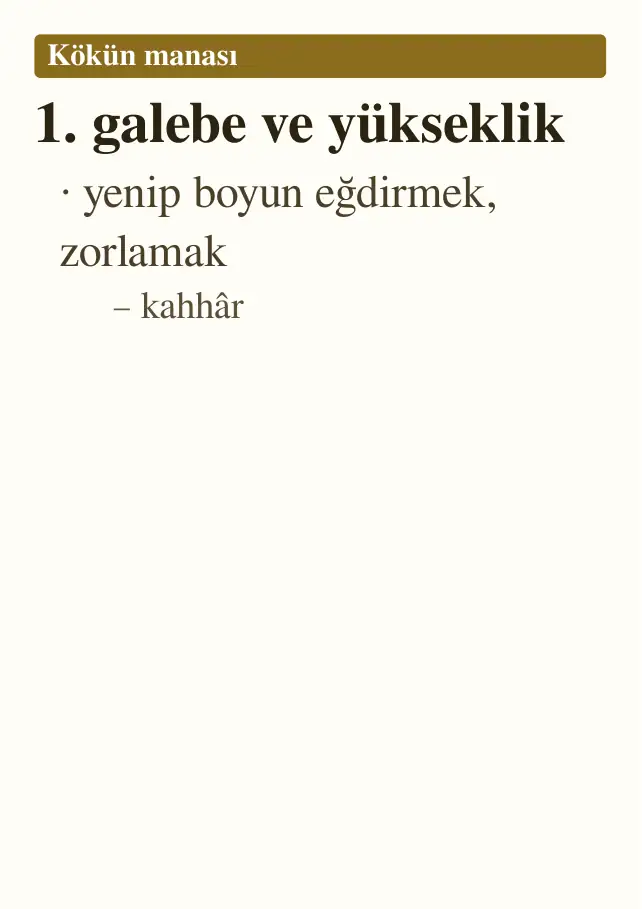 Kökün manası
1. galebe ve yükseklik
· yenip boyun eğdirmek,
zorlamak
– kahhâr